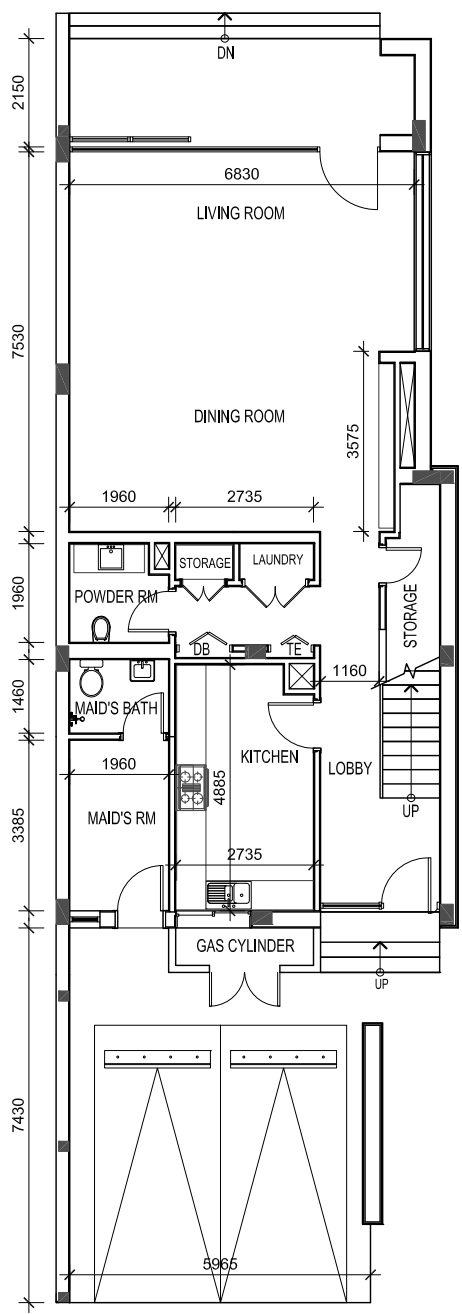 DN
2150
6830
LIVING ROOM
7530
DINING ROOM
3575
1960
2735
STORAGE
LAUNDRY
1960
POWDER RM
STORAGE
DB
TE
1160
1460
MAID'S BATH
KITCHEN
LOBBY
1960
4885
UP
MAID'S RM
3385
2735
GAS CYLINDER
UP
7430
5965